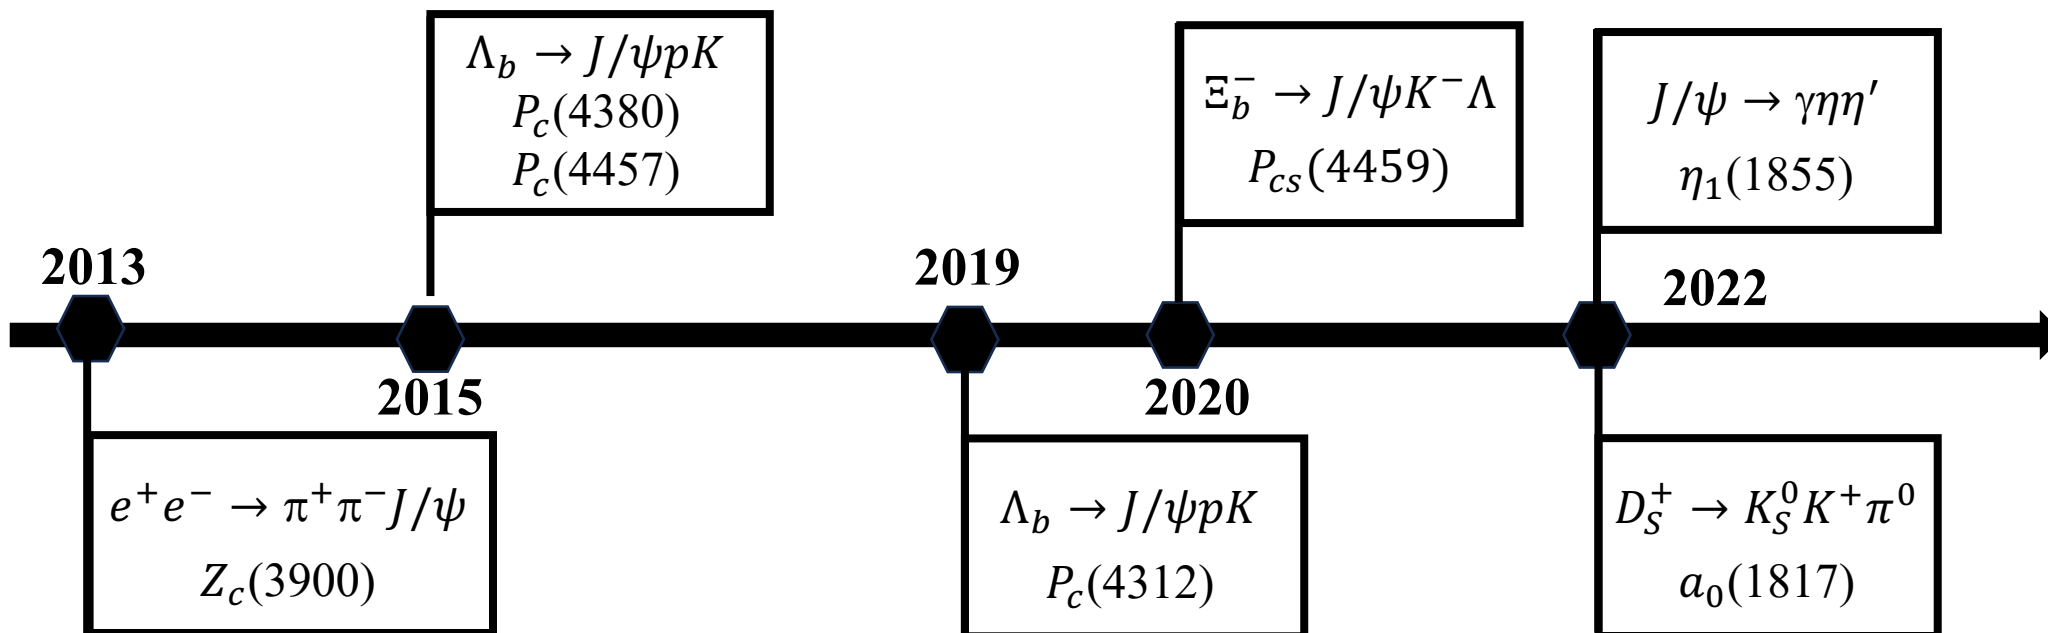 Λ_b → J/ψpK
P_c(4380)
P_c(4457)
Ξ_b^- → J/ψK^-Λ
P_cs(4459)
J/ψ → γηη′
η_1(1855)
2013
2019
2022
2015
2020
e^+e^- → π^+π^-J/ψ
Z_c(3900)
Λ_b → J/ψpK
P_c(4312)
D_S^+ → K_S^0K^+π^0
a_0(1817)